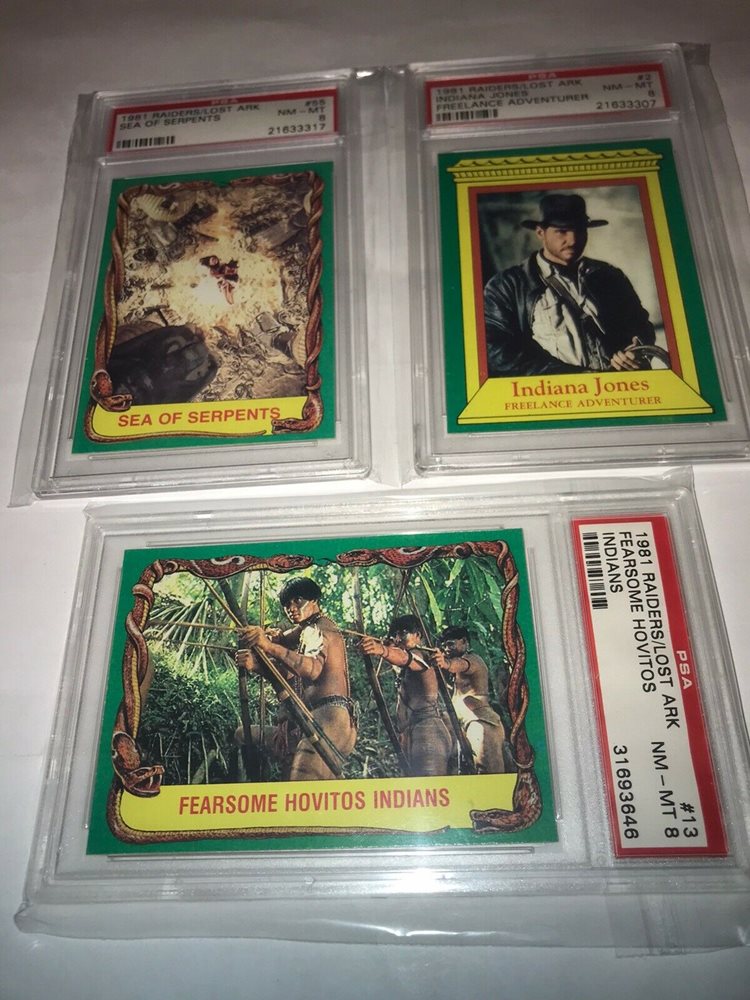 PSA
1981 RAIDERS/LOST ARK #55
SEA OF SERPENTS NM-MT
8
21633317
SEA OF SERPENTS
PSA
1981 RAIDERS/LOST ARK #2
INDIANA JONES NM-MT
FREELANCE ADVENTURER 8
21633307
Indiana Jones
FREELANCE ADVENTURER
PSA
1981 RAIDERS/LOST ARK #13
FEARSOME HOVITOS NM-MT 8
INDIANS 31693646
FEARSOME HOVITOS INDIANS